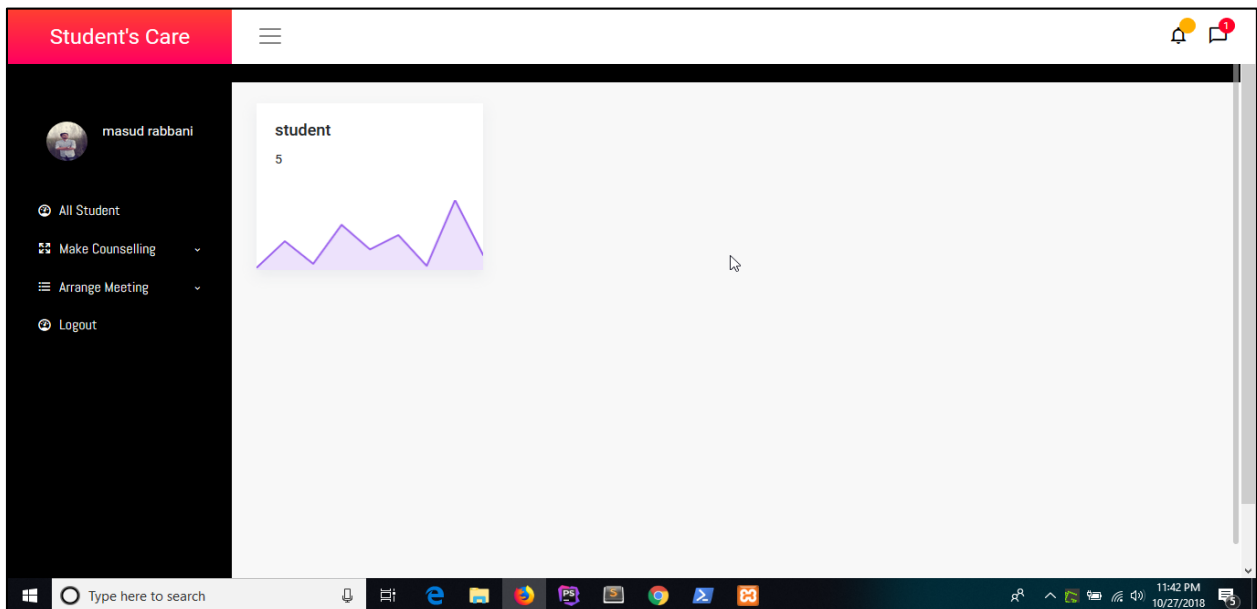 Student's Care
1
masud rabbani
All Student
Make Counselling
Arrange Meeting
Logout
student
5
Type here to search
PS
S
11:42 PM
10/27/2018
5